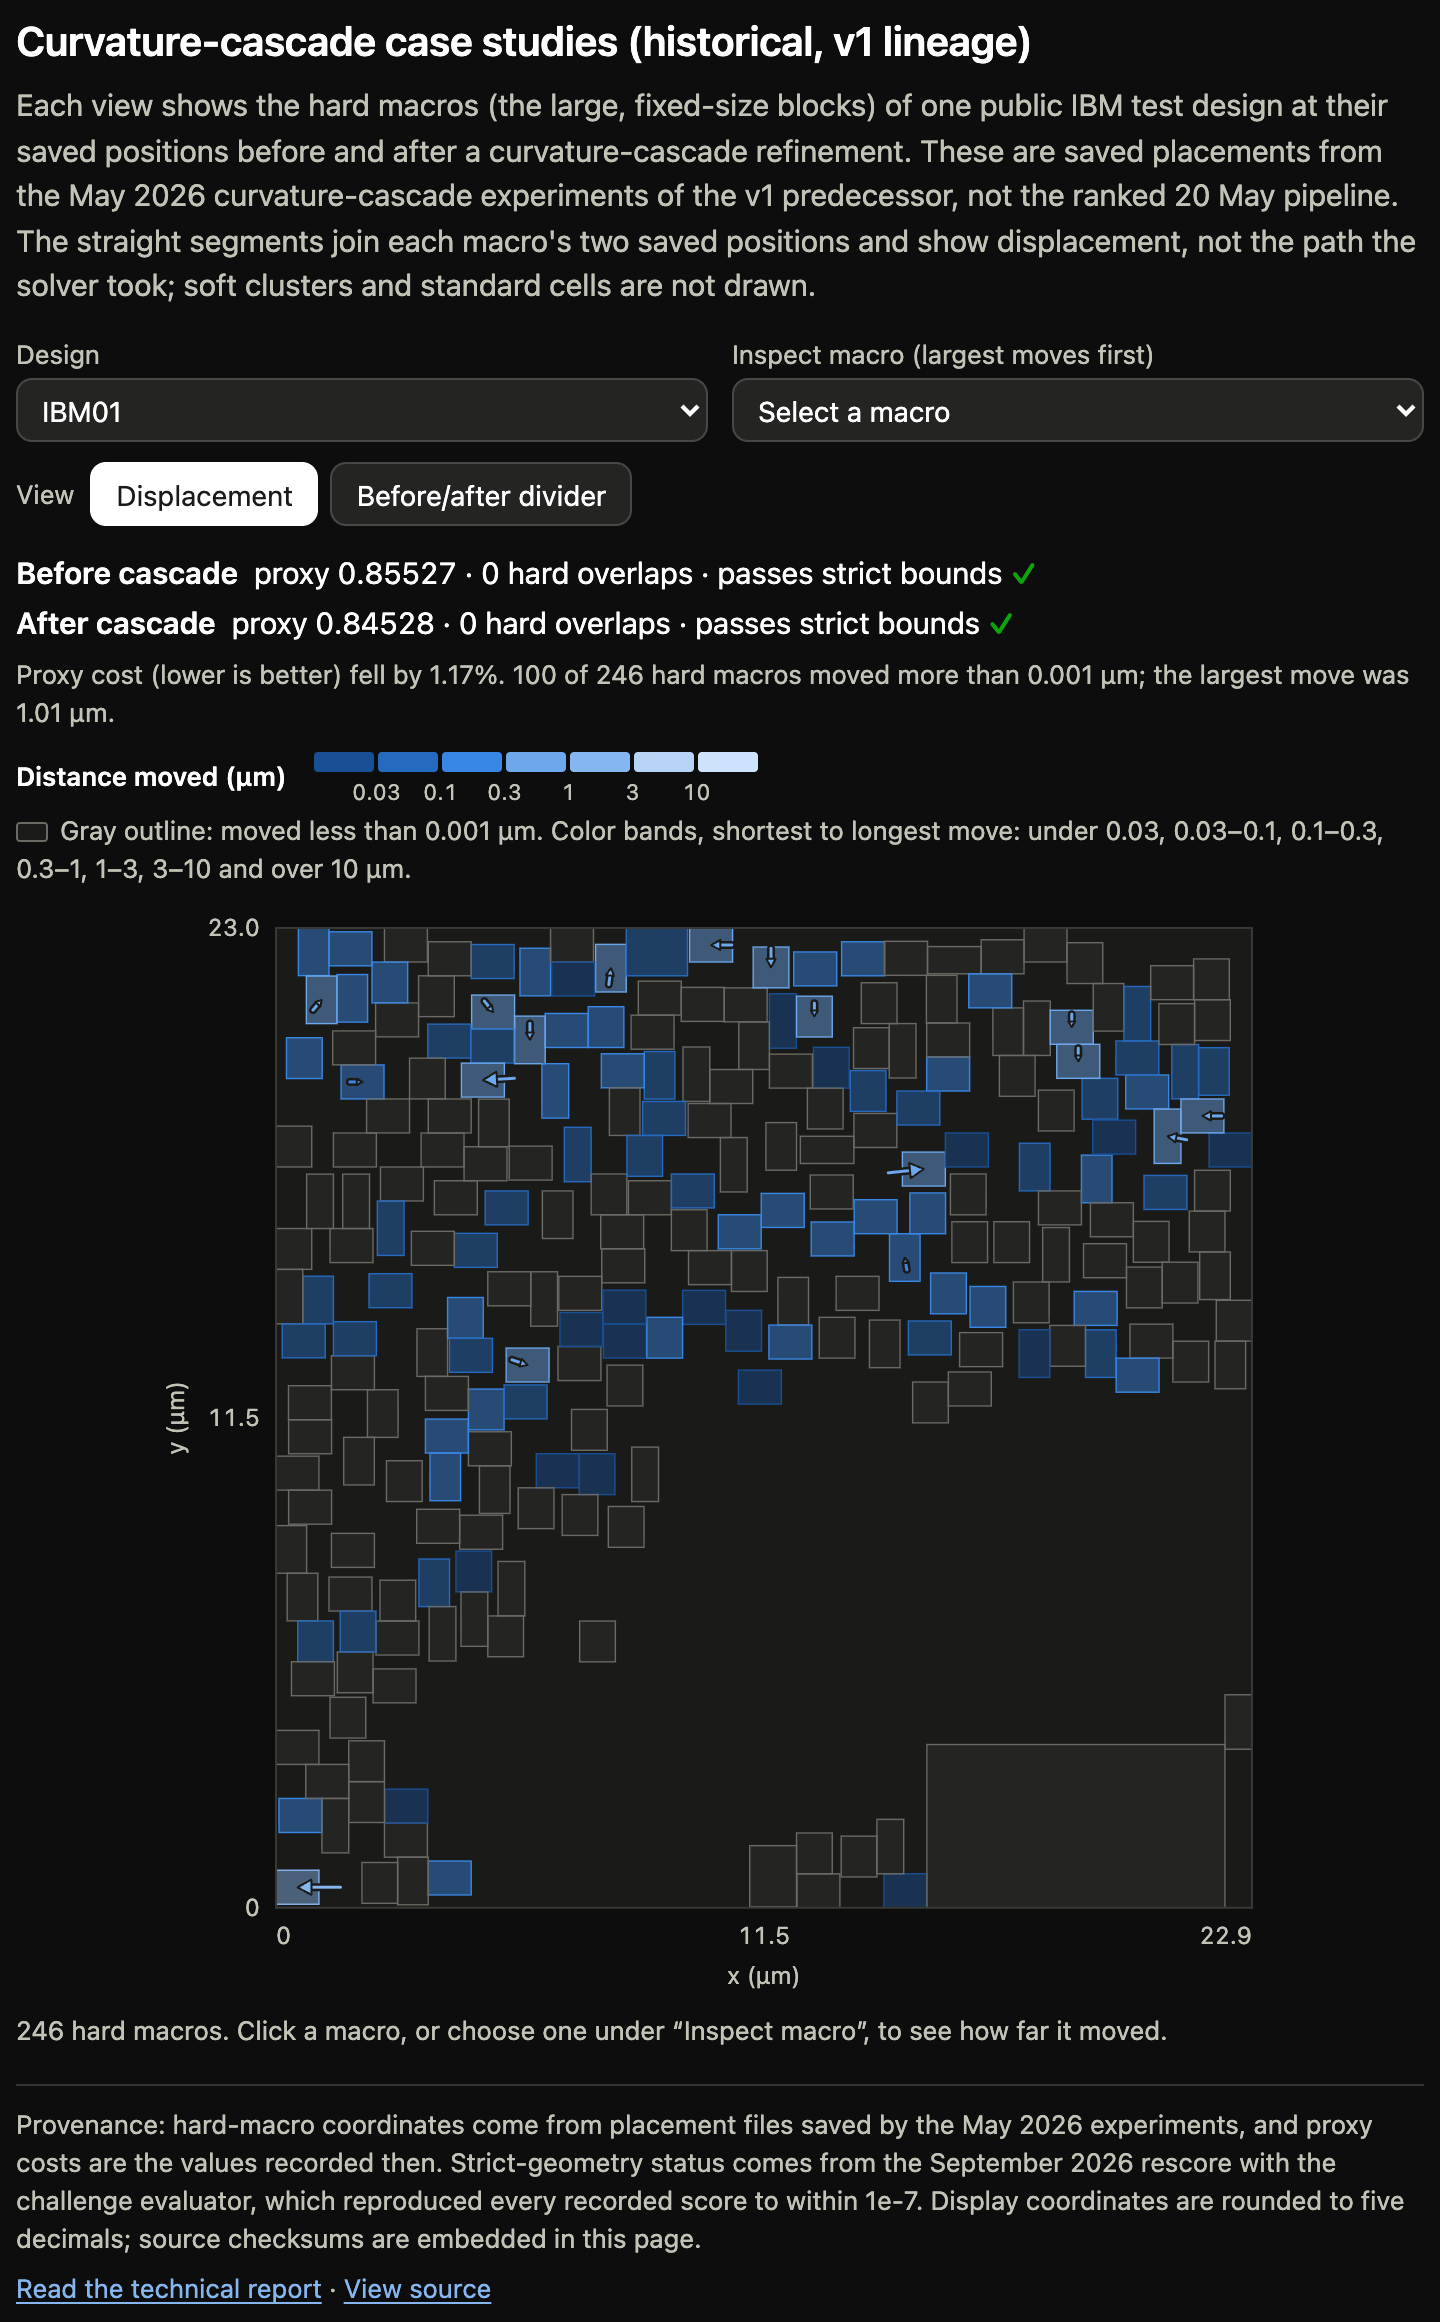 Curvature-cascade case studies (historical, v1 lineage)
Each view shows the hard macros (the large, fixed-size blocks) of one public IBM test design at their
saved positions before and after a curvature-cascade refinement. These are saved placements from
the May 2026 curvature-cascade experiments of the v1 predecessor, not the ranked 20 May pipeline.
The straight segments join each macro's two saved positions and show displacement, not the path the
solver took; soft clusters and standard cells are not drawn.
Design
Inspect macro (largest moves first)
IBM01
Select a macro
View
Displacement
Before/after divider
Before cascade proxy 0.85527 · 0 hard overlaps · passes strict bounds ✓
After cascade proxy 0.84528 · 0 hard overlaps · passes strict bounds ✓
Proxy cost (lower is better) fell by 1.17%. 100 of 246 hard macros moved more than 0.001 µm; the largest move was
1.01 µm.
Distance moved (µm)
0.03 0.1 0.3 1 3 10
Gray outline: moved less than 0.001 µm. Color bands, shortest to longest move: under 0.03, 0.03–0.1, 0.1–0.3,
0.3–1, 1–3, 3–10 and over 10 µm.
23.0
y (µm)
11.5
0
0 11.5 22.9
x (µm)
246 hard macros. Click a macro, or choose one under “Inspect macro”, to see how far it moved.
Provenance: hard-macro coordinates come from placement files saved by the May 2026 experiments, and proxy
costs are the values recorded then. Strict-geometry status comes from the September 2026 rescore with the
challenge evaluator, which reproduced every recorded score to within 1e-7. Display coordinates are rounded to five
decimals; source checksums are embedded in this page.
Read the technical report · View source